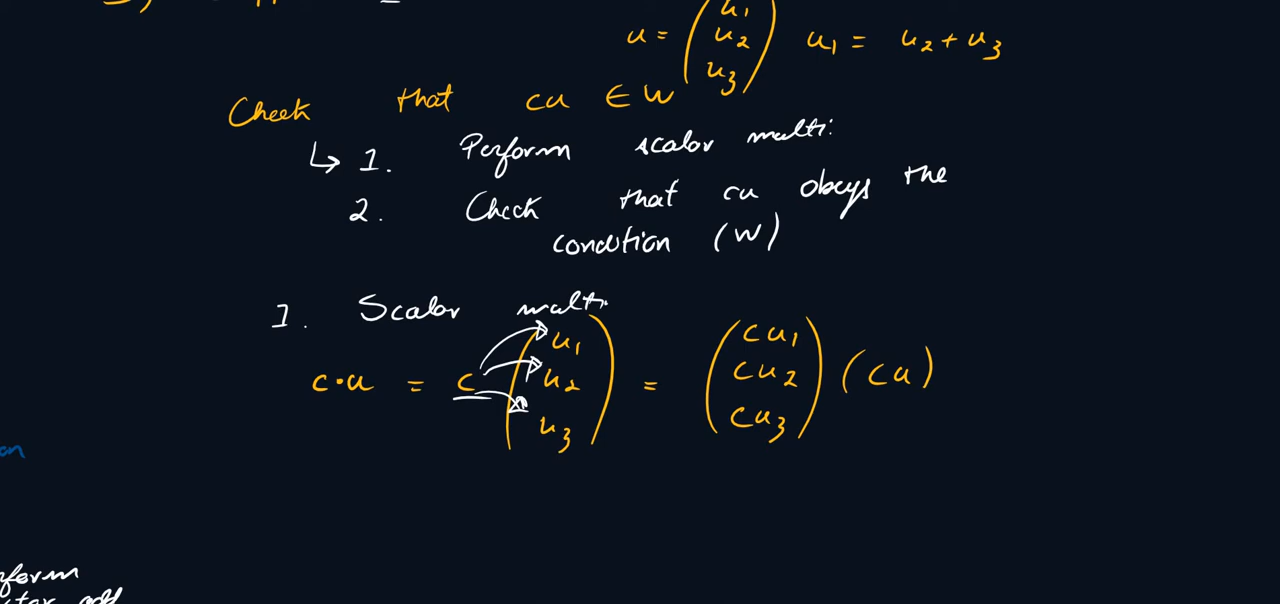 u = (u1 u2 u3) u1 = u2 + u3
Check that cu ∈ W
↳ 1. Perform scalar multi:
2. Check that cu obeys the
condition (W)
1. Scalar multi.
c·u = c (u1 u2 u3) = (cu1 cu2 cu3) (cu)